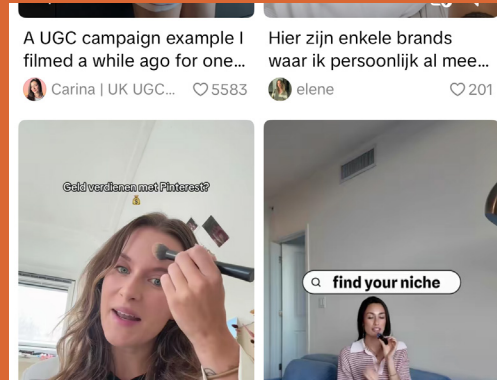 A UGC campaign example I
filmed a while ago for one...
Carina | UK UGC...
5583
Hier zijn enkele brands
waar ik persoonlijk al mee...
elene
201
Geld verdienen met Pinterest?
find your niche